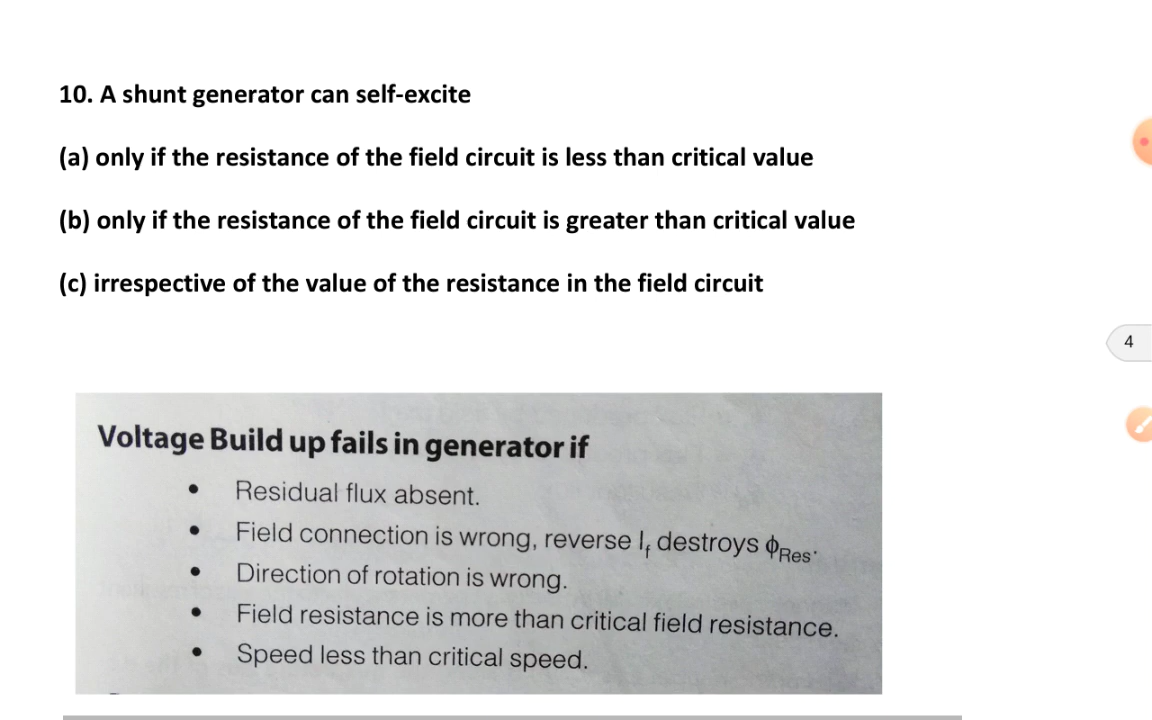 10. A shunt generator can self-excite
(a) only if the resistance of the field circuit is less than critical value
(b) only if the resistance of the field circuit is greater than critical value
(c) irrespective of the value of the resistance in the field circuit
4
Voltage Build up fails in generator if
• Residual flux absent.
• Field connection is wrong, reverse I_f destroys ϕ_Res.
• Direction of rotation is wrong.
• Field resistance is more than critical field resistance.
• Speed less than critical speed.